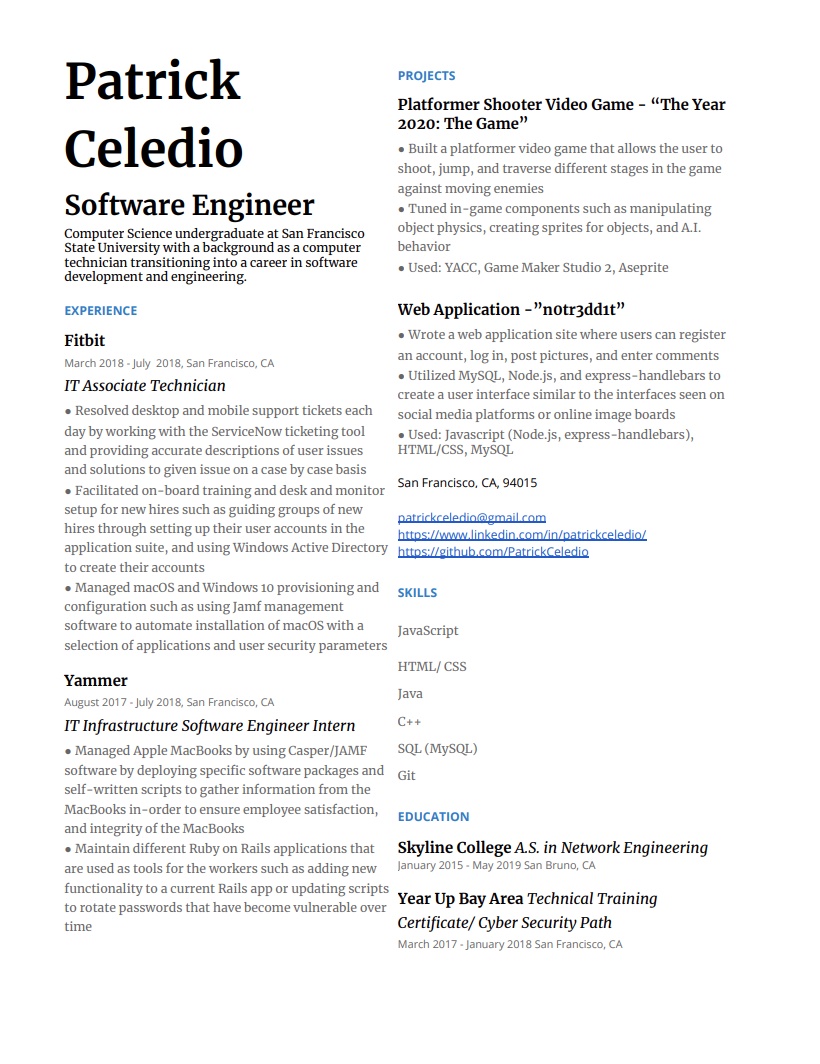 Patrick
Celedio
Software Engineer
Computer Science undergraduate at San Francisco
State University with a background as a computer
technician transitioning into a career in software
development and engineering.
EXPERIENCE
Fitbit
March 2018 - July  2018, San Francisco, CA
IT Associate Technician
● Resolved desktop and mobile support tickets each
day by working with the ServiceNow ticketing tool
and providing accurate descriptions of user issues
and solutions to given issue on a case by case basis
● Facilitated on-board training and desk and monitor
setup for new hires such as guiding groups of new
hires through setting up their user accounts in the
application suite, and using Windows Active Directory
to create their accounts
● Managed macOS and Windows 10 provisioning and
configuration such as using Jamf management
software to automate installation of macOS with a
selection of applications and user security parameters
Yammer
August 2017 - July 2018, San Francisco, CA
IT Infrastructure Software Engineer Intern
● Managed Apple MacBooks by using Casper/JAMF
software by deploying specific software packages and
self-written scripts to gather information from the
MacBooks in-order to ensure employee satisfaction,
and integrity of the MacBooks
● Maintain different Ruby on Rails applications that
are used as tools for the workers such as adding new
functionality to a current Rails app or updating scripts
to rotate passwords that have become vulnerable over
time
PROJECTS
Platformer Shooter Video Game - “The Year
2020: The Game”
● Built a platformer video game that allows the user to
shoot, jump, and traverse different stages in the game
against moving enemies
● Tuned in-game components such as manipulating
object physics, creating sprites for objects, and A.I.
behavior
● Used: YACC, Game Maker Studio 2, Aseprite
Web Application -”n0tr3dd1t”
● Wrote a web application site where users can register
an account, log in, post pictures, and enter comments
● Utilized MySQL, Node.js, and express-handlebars to
create a user interface similar to the interfaces seen on
social media platforms or online image boards
● Used: Javascript (Node.js, express-handlebars),
HTML/CSS, MySQL
San Francisco, CA, 94015
patrickceledio@gmail.com
https://www.linkedin.com/in/patrickceledio/
https://github.com/PatrickCeledio
SKILLS
JavaScript
HTML/ CSS
Java
C++
SQL (MySQL)
Git
EDUCATION
Skyline College A.S. in Network Engineering
January 2015 - May 2019 San Bruno, CA
Year Up Bay Area Technical Training
Certificate/ Cyber Security Path
March 2017 - January 2018 San Francisco, CA